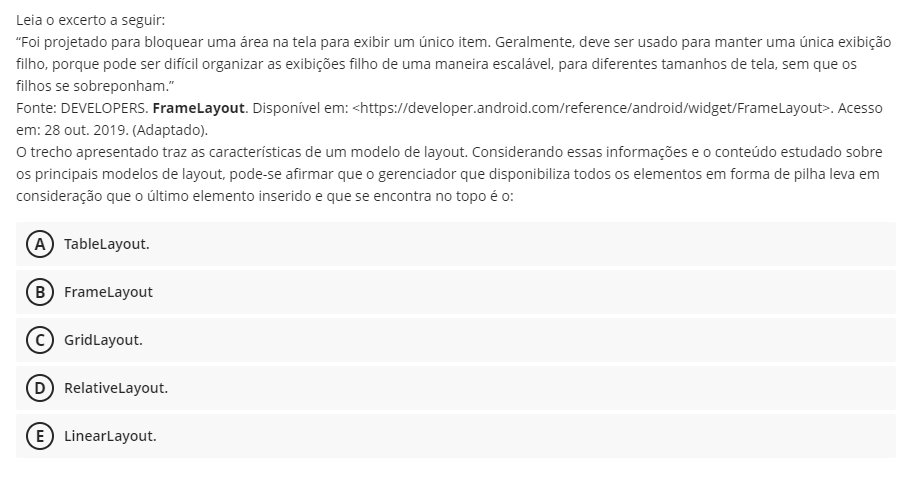 Leia o excerto a seguir:
“Foi projetado para bloquear uma área na tela para exibir um único item. Geralmente, deve ser usado para manter uma única exibição
filho, porque pode ser difícil organizar as exibições filho de uma maneira escalável, para diferentes tamanhos de tela, sem que os
filhos se sobreponham.”
Fonte: DEVELOPERS. FrameLayout. Disponível em: <https://developer.android.com/reference/android/widget/FrameLayout>. Acesso
em: 28 out. 2019. (Adaptado).
O trecho apresentado traz as características de um modelo de layout. Considerando essas informações e o conteúdo estudado sobre
os principais modelos de layout, pode-se afirmar que o gerenciador que disponibiliza todos os elementos em forma de pilha leva em
consideração que o último elemento inserido e que se encontra no topo é o:
A TableLayout.
B FrameLayout
C GridLayout.
D RelativeLayout.
E LinearLayout.